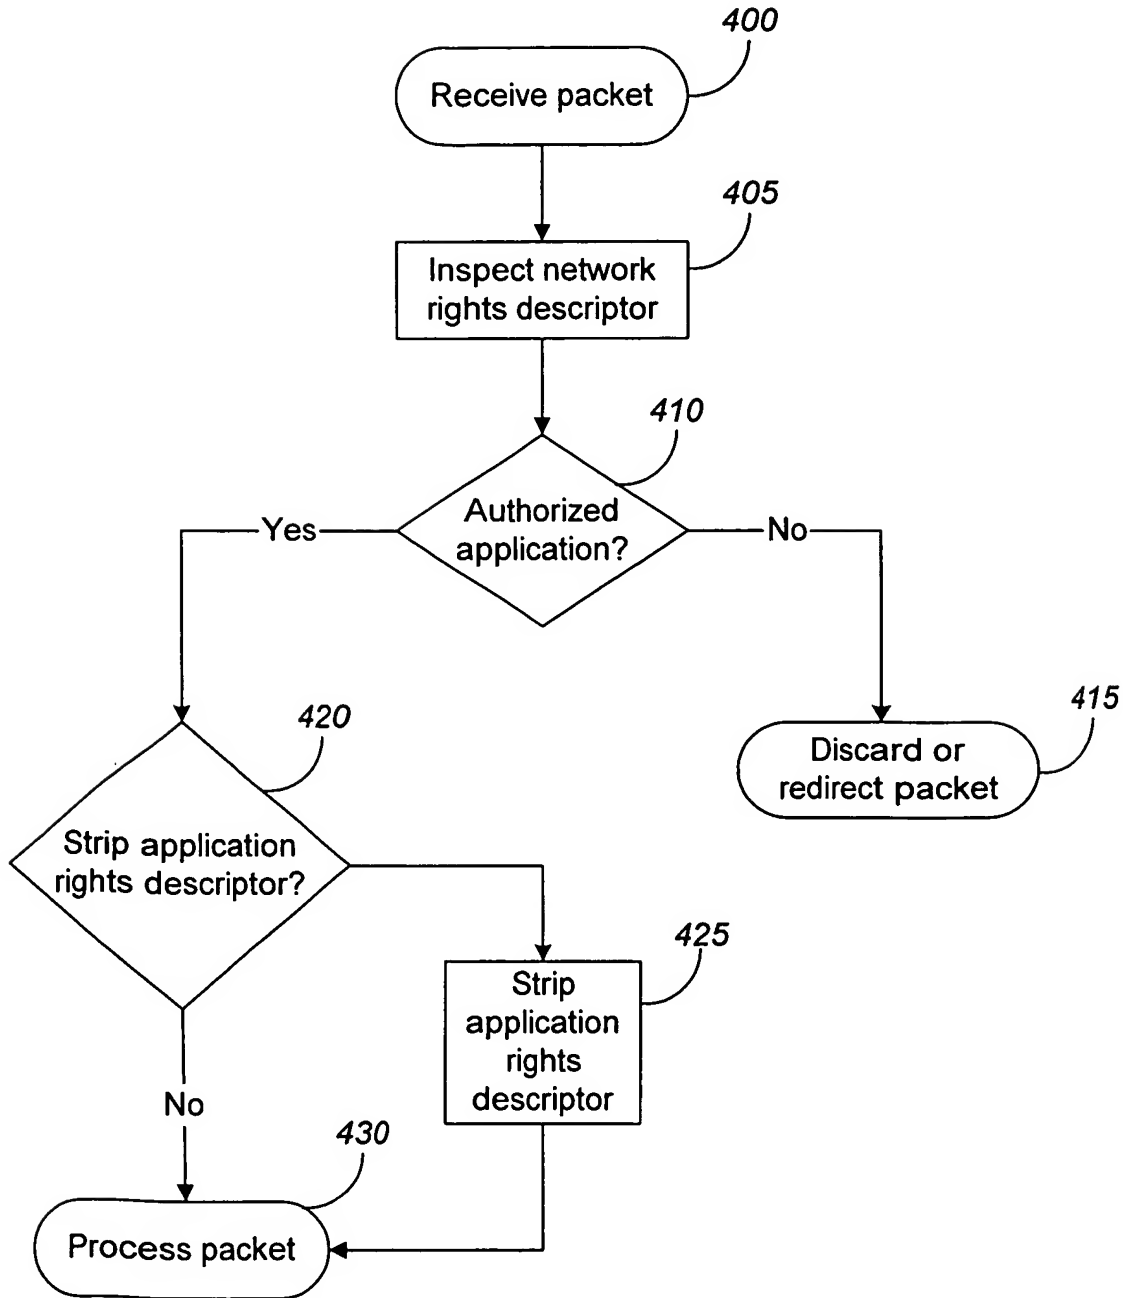 400
Receive packet
405
Inspect network
rights descriptor
410
Authorized
application?
Yes
No
415
Discard or
redirect packet
420
Strip application
rights descriptor?
425
Strip
application
rights
descriptor
No
430
Process packet